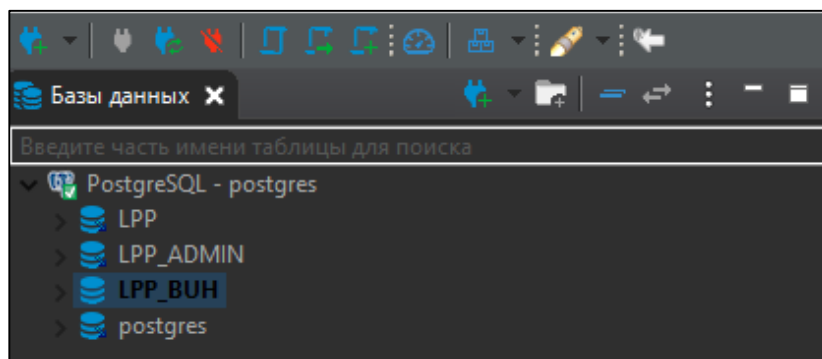 Базы данных
Введите часть имени таблицы для поиска
PostgreSQL - postgres
LPP
LPP_ADMIN
LPP_BUH
postgres